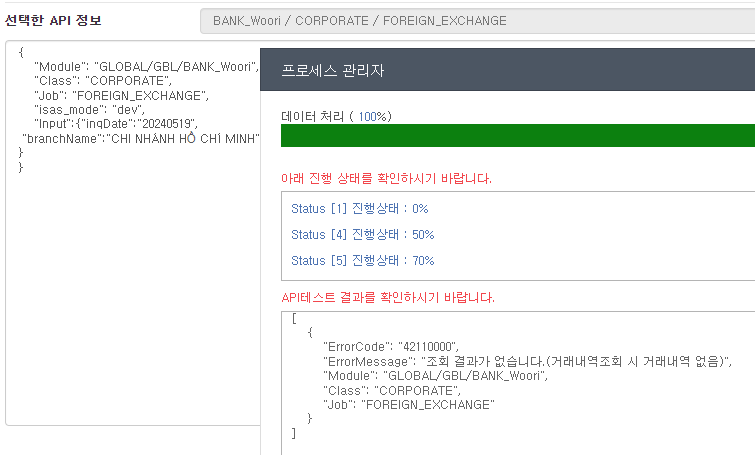 선택한 API 정보
BANK_Woori / CORPORATE / FOREIGN_EXCHANGE
{
"Module": "GLOBAL/GBL/BANK_Woori",
"Class": "CORPORATE",
"Job": "FOREIGN_EXCHANGE",
"isas_mode": "dev",
"Input":{"inqDate":"20240519",
"branchName":"CHI NHÁNH HỒ CHÍ MINH"
}
}
프로세스 관리자
데이터 처리 ( 100%)
아래 진행 상태를 확인하시기 바랍니다.
Status [1] 진행상태 : 0%
Status [4] 진행상태 : 50%
Status [5] 진행상태 : 70%
API테스트 결과를 확인하시기 바랍니다.
[
{
"ErrorCode": "42110000",
"ErrorMessage": "조회 결과가 없습니다.(거래내역조회 시 거래내역 없음)",
"Module": "GLOBAL/GBL/BANK_Woori",
"Class": "CORPORATE",
"Job": "FOREIGN_EXCHANGE"
}
]